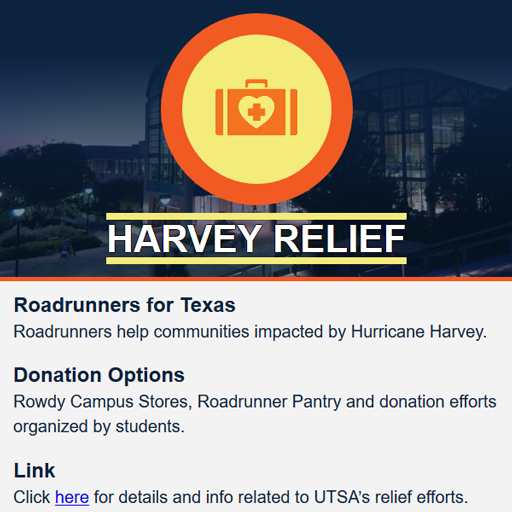 HARVEY RELIEF
Roadrunners for Texas
Roadrunners help communities impacted by Hurricane Harvey.
Donation Options
Rowdy Campus Stores, Roadrunner Pantry and donation efforts
organized by students.
Link
Click here for details and info related to UTSA’s relief efforts.